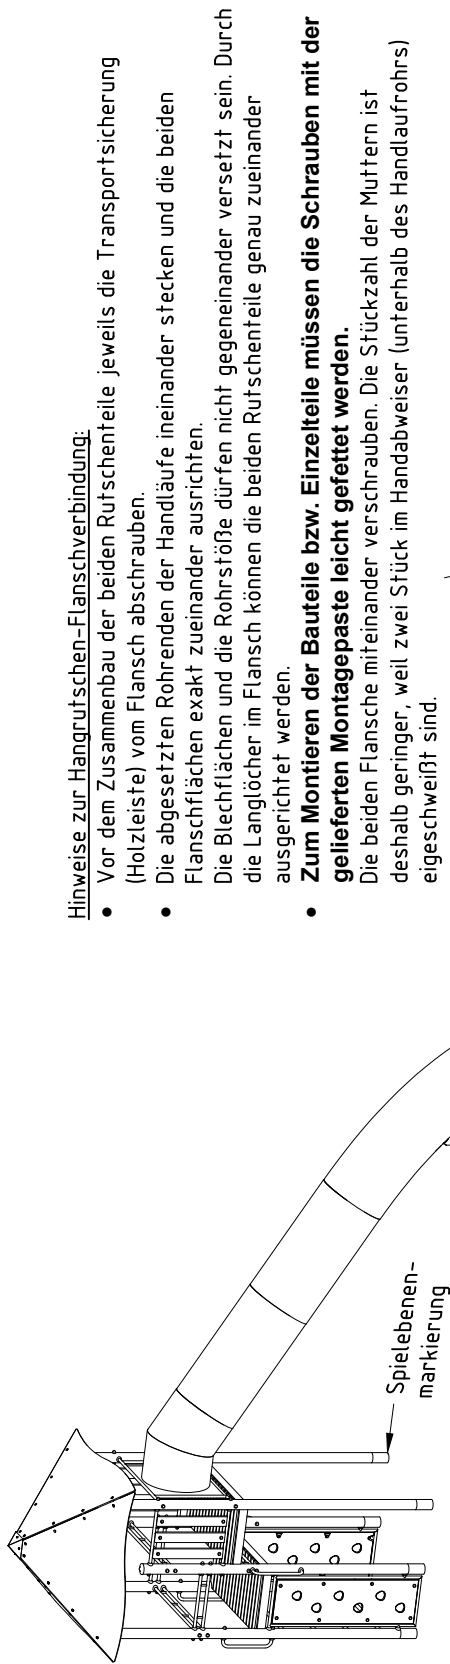 Hinweise zur Hangrutschen-Flanschverbindung:
• Vor dem Zusammenbau der beiden Rutschenteile jeweils die Transportsicherung
(Holzleiste) vom Flansch abschrauben.
• Die abgesetzten Rohrenden der Handläufe ineinander stecken und die beiden
Flanschflächen exakt zueinander ausrichten.
Die Blechflächen und die Rohrstöße dürfen nicht gegeneinander versetzt sein. Durch
die Langlöcher im Flansch können die beiden Rutschenteile genau zueinander
ausgerichtet werden.
• Zum Montieren der Bauteile bzw. Einzelteile müssen die Schrauben mit der
gelieferten Montagepaste leicht gefettet werden.
Die beiden Flansche miteinander verschrauben. Die Stückzahl der Muttern ist
deshalb geringer, weil zwei Stück im Handabweiser (unterhalb des Handlaufrohrs)
eigeschweißt sind.
Spielebenen-
markierung